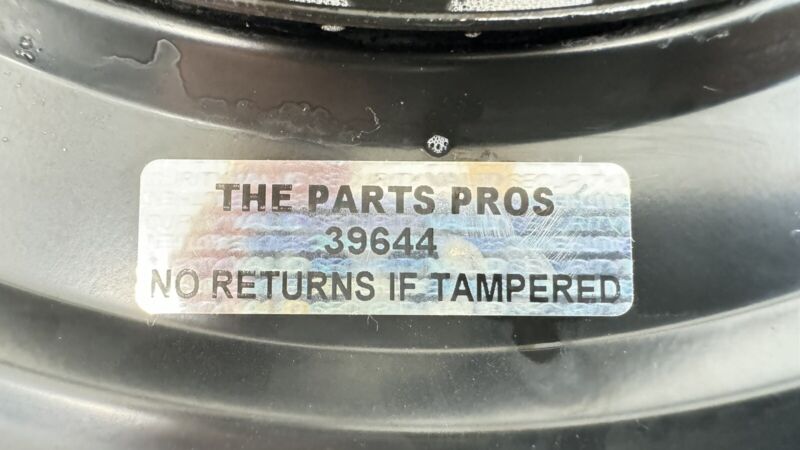 THE PARTS PROS
39644
NO RETURNS IF TAMPERED